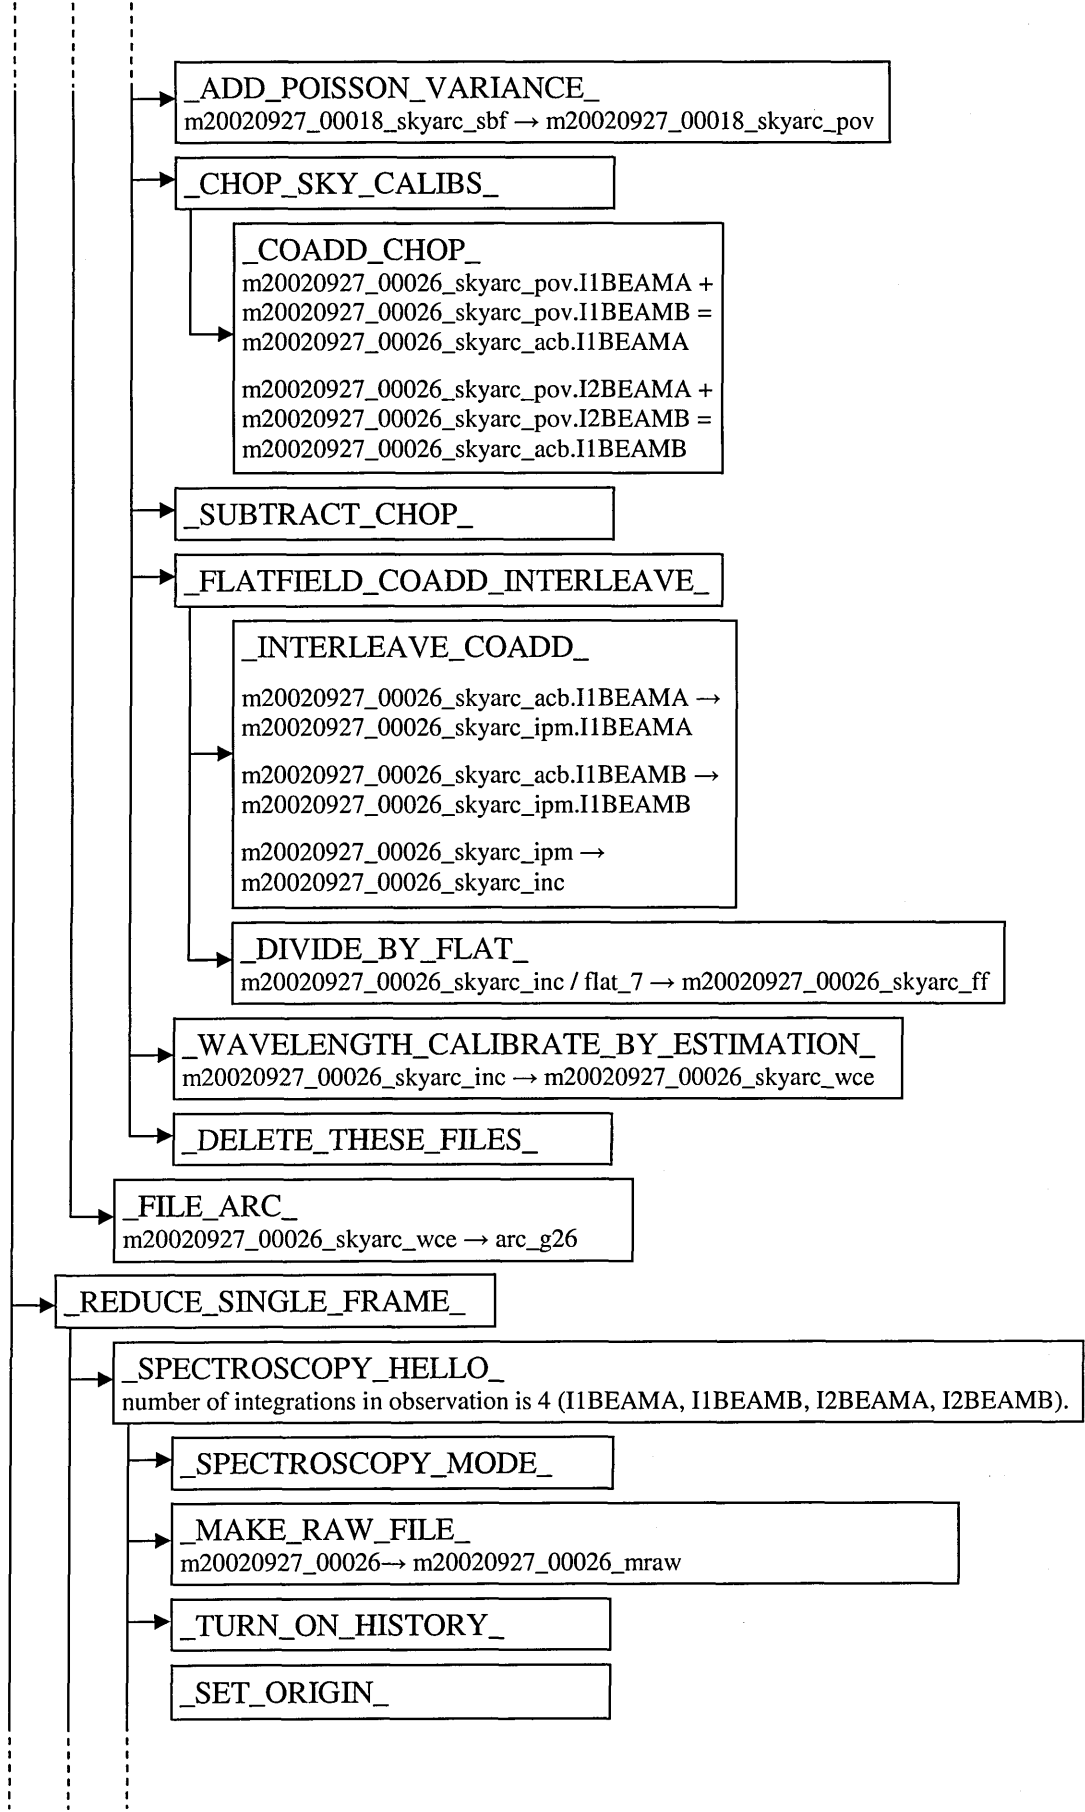 _ADD_POISSON_VARIANCE_
m20020927_00018_skyarc_sbf → m20020927_00018_skyarc_pov
_CHOP_SKY_CALIBS_
_COADD_CHOP_
m20020927_00026_skyarc_pov.I1BEAMA +
m20020927_00026_skyarc_pov.I1BEAMB =
m20020927_00026_skyarc_acb.I1BEAMA
m20020927_00026_skyarc_pov.I2BEAMA +
m20020927_00026_skyarc_pov.I2BEAMB =
m20020927_00026_skyarc_acb.I1BEAMB
_SUBTRACT_CHOP_
_FLATFIELD_COADD_INTERLEAVE_
_INTERLEAVE_COADD_
m20020927_00026_skyarc_acb.I1BEAMA →
m20020927_00026_skyarc_ipm.I1BEAMA
m20020927_00026_skyarc_acb.I1BEAMB →
m20020927_00026_skyarc_ipm.I1BEAMB
m20020927_00026_skyarc_ipm →
m20020927_00026_skyarc_inc
_DIVIDE_BY_FLAT_
m20020927_00026_skyarc_inc / flat_7 → m20020927_00026_skyarc_ff
_WAVELENGTH_CALIBRATE_BY_ESTIMATION_
m20020927_00026_skyarc_inc → m20020927_00026_skyarc_wce
_DELETE_THESE_FILES_
_FILE_ARC_
m20020927_00026_skyarc_wce → arc_g26
_REDUCE_SINGLE_FRAME_
_SPECTROSCOPY_HELLO_
number of integrations in observation is 4 (I1BEAMA, I1BEAMB, I2BEAMA, I2BEAMB).
_SPECTROSCOPY_MODE_
_MAKE_RAW_FILE_
m20020927_00026→ m20020927_00026_mraw
_TURN_ON_HISTORY_
_SET_ORIGIN_